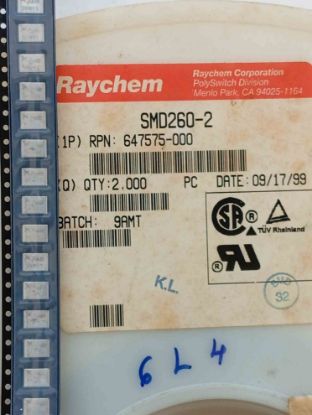 Raychem
Raychem Corporation
PolySwitch Division
Menlo Park, CA 94025-1164
SMD260-2
(1P) RPN: 647575-000
(Q) QTY:2.000 PC DATE: 09/17/99
BATCH: 9AMT
TÜV Rheinland
K.L.
32
6 L 4